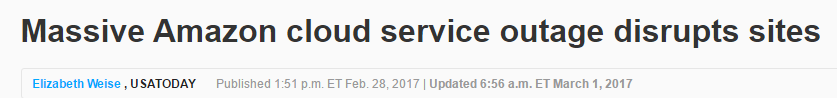 Massive Amazon cloud service outage disrupts sites
Elizabeth Weise , USATODAY Published 1:51 p.m. ET Feb. 28, 2017 | Updated 6:56 a.m. ET March 1, 2017